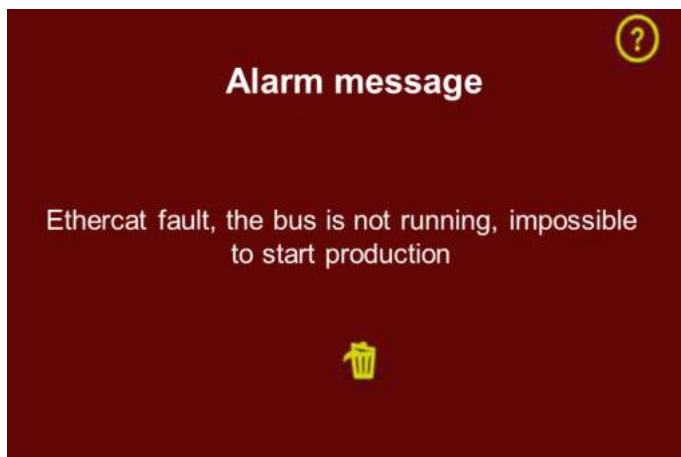 ?
Alarm message
Ethercat fault, the bus is not running, impossible
to start production